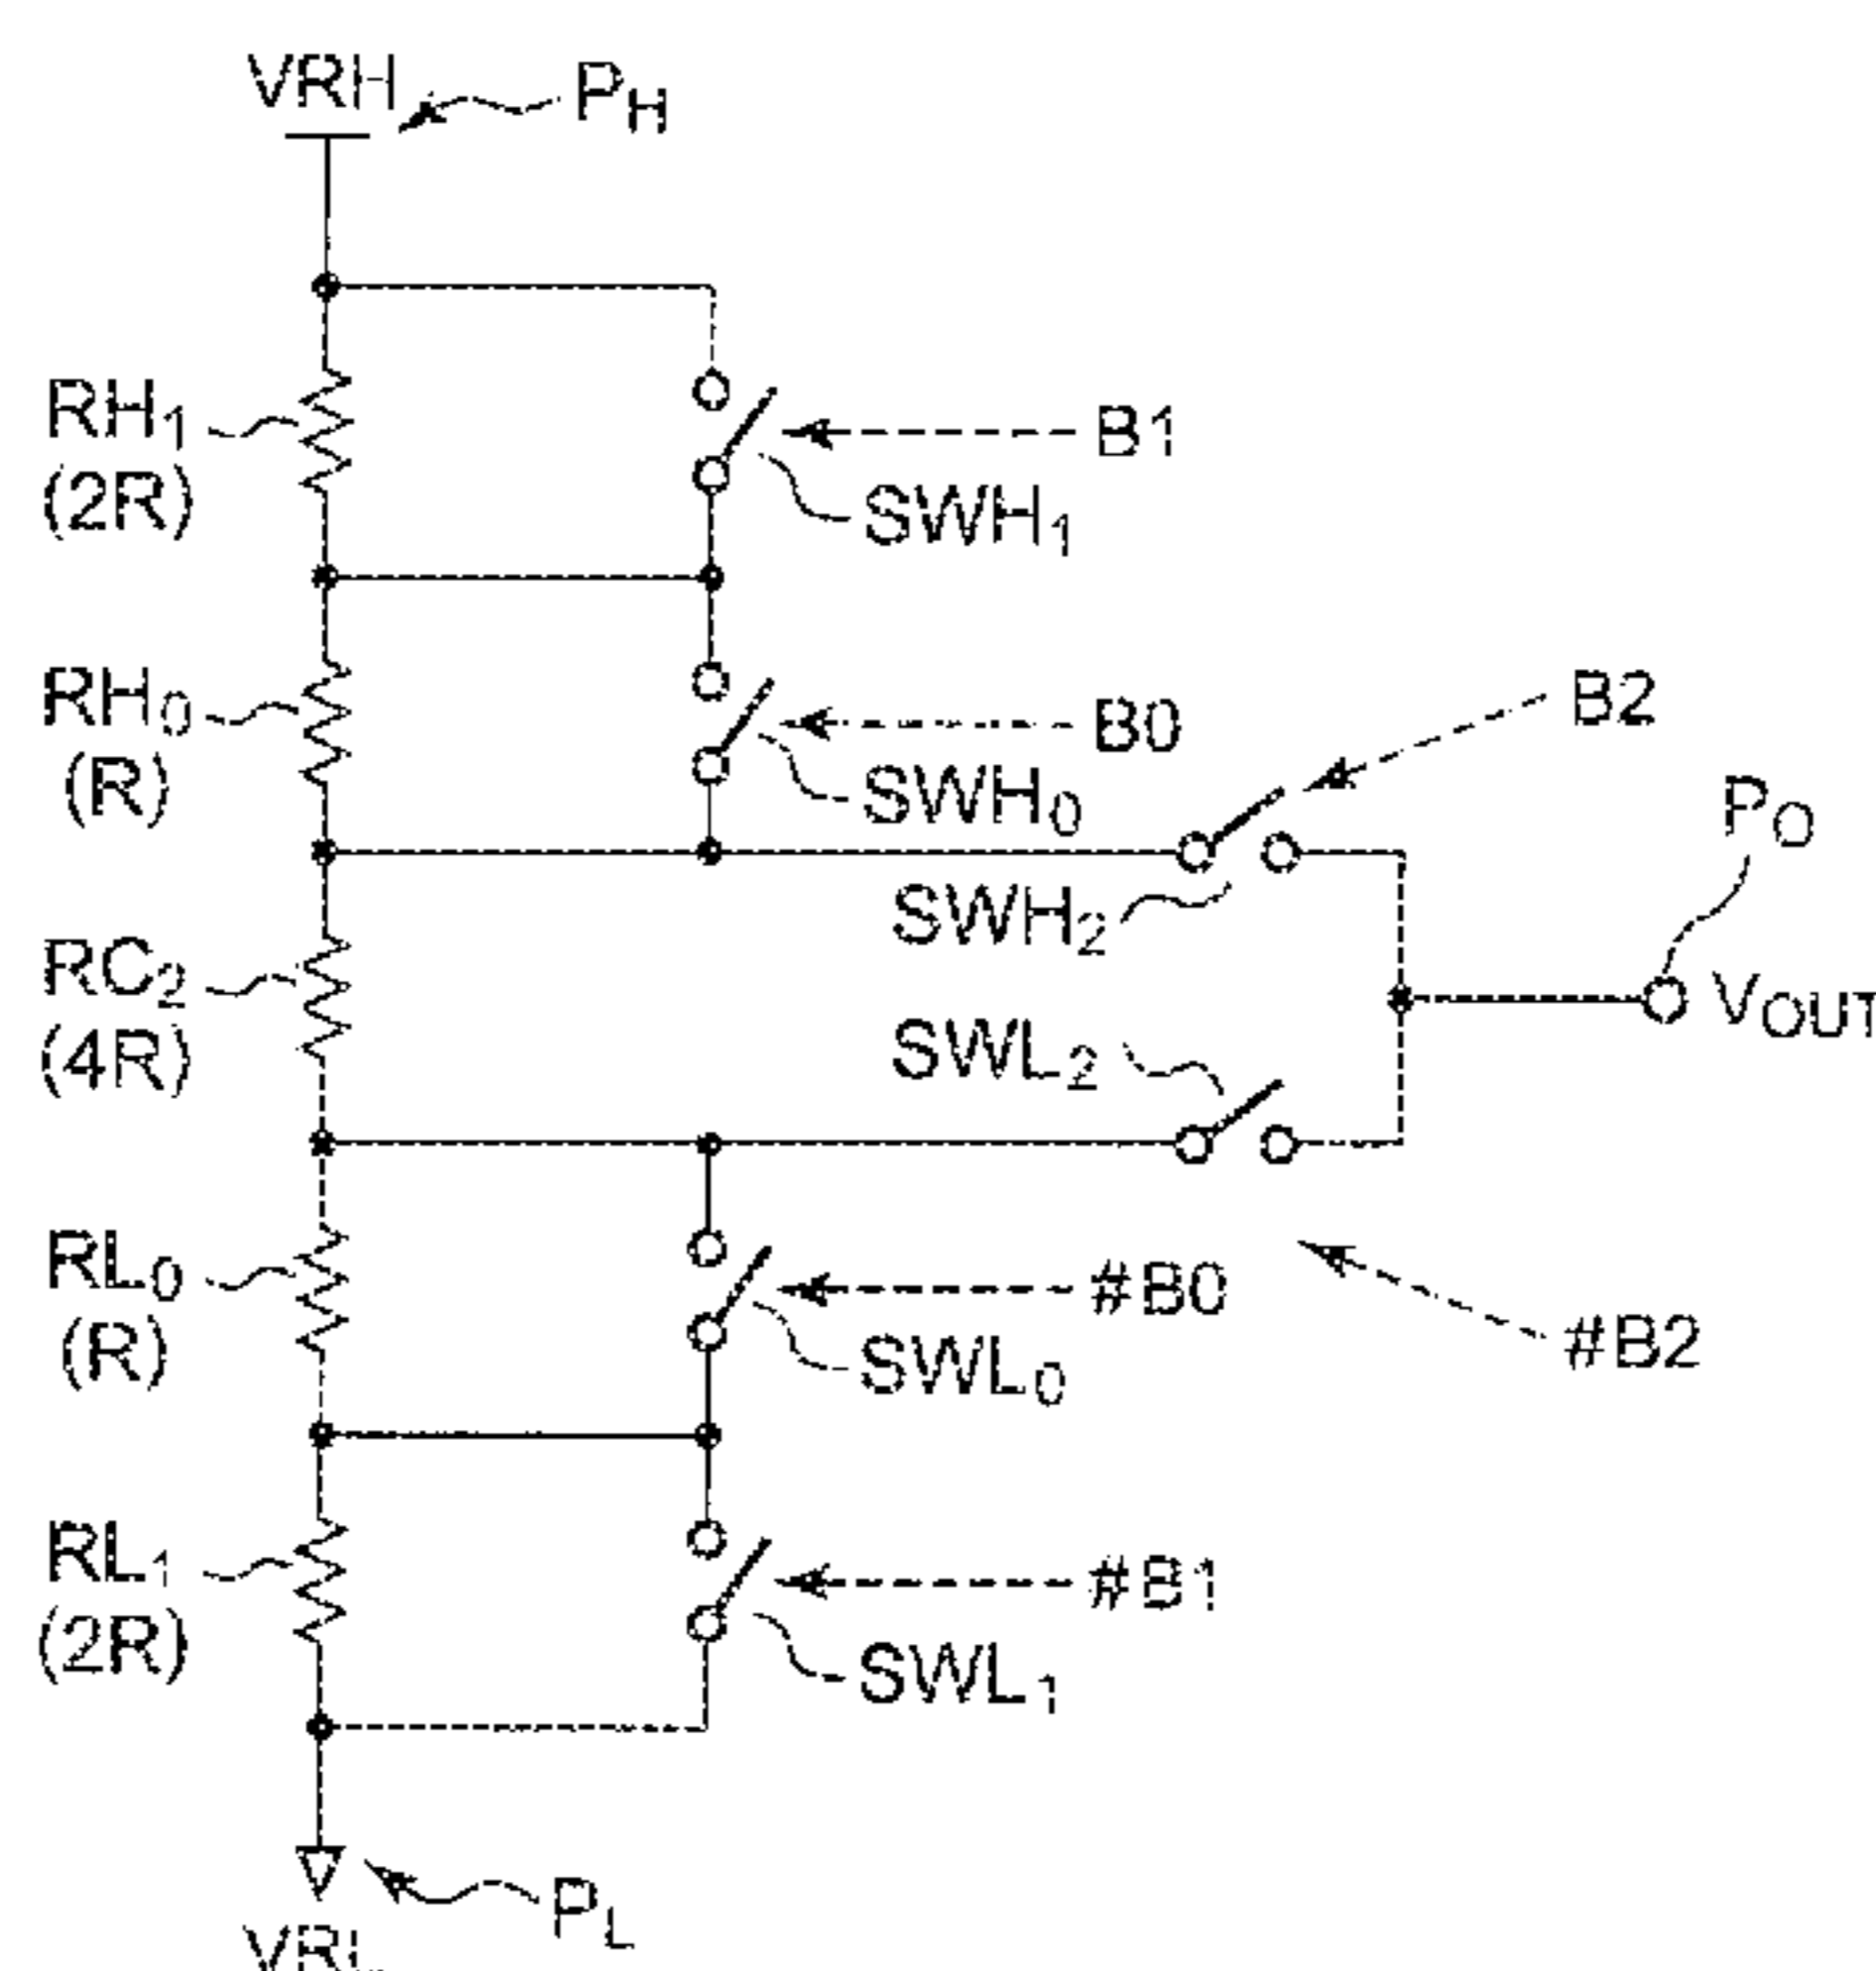 VRH
PH
RH1
(2R)
B1
SWH1
RH0
(R)
B0
SWH0
B2
PO
SWH2
RC2
(4R)
VOUT
SWL2
RL0
(R)
#B0
SWL0
#B2
RL1
(2R)
#B1
SWL1
PL
VRL